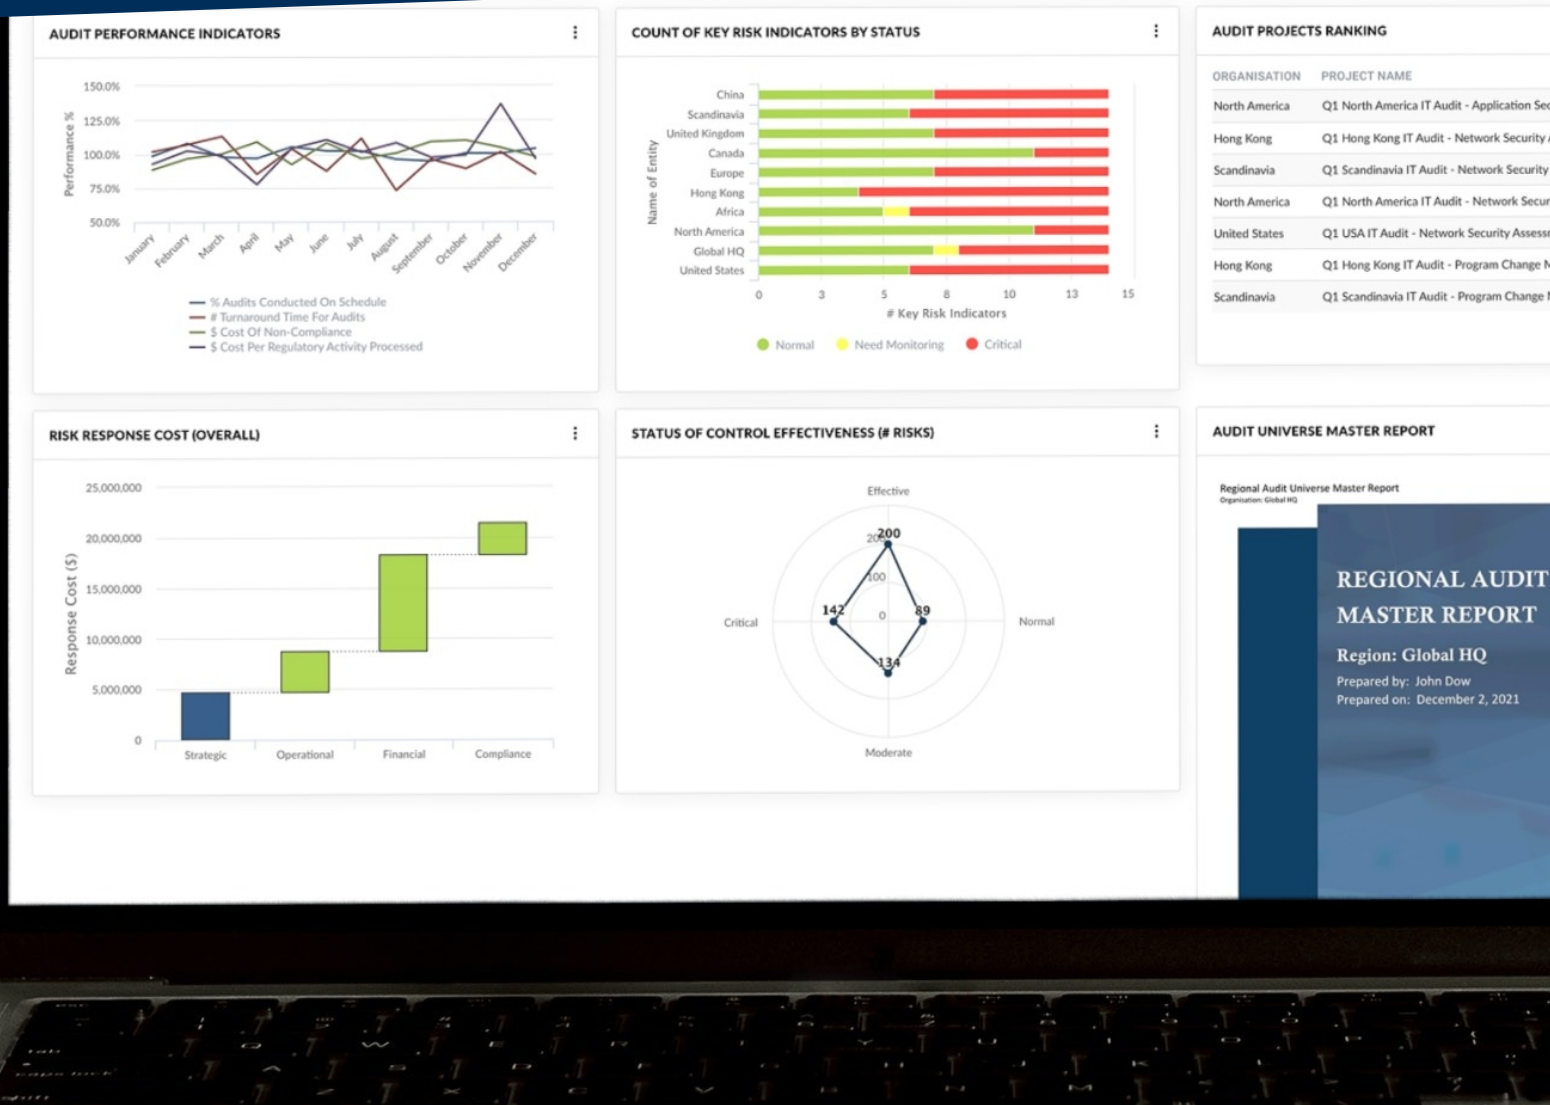 AUDIT PERFORMANCE INDICATORS
150.0%
125.0%
100.0%
75.0%
50.0%
Performance %
January
February
March
April
May
June
July
August
September
October
November
December
% Audits Conducted On Schedule
# Turnaround Time For Audits
$ Cost Of Non-Compliance
$ Cost Per Regulatory Activity Processed
COUNT OF KEY RISK INDICATORS BY STATUS
Name of Entity
China
Scandinavia
United Kingdom
Canada
Europe
Hong Kong
Africa
North America
Global HQ
United States
0 3 5 8 10 13 15
# Key Risk Indicators
Normal Need Monitoring Critical
AUDIT PROJECTS RANKING
ORGANISATION PROJECT NAME
North America Q1 North America IT Audit - Application
Hong Kong Q1 Hong Kong IT Audit - Network Security
Scandinavia Q1 Scandinavia IT Audit - Network Security
North America Q1 North America IT Audit - Network
United States Q1 USA IT Audit - Network Security
Hong Kong Q1 Hong Kong IT Audit - Program Change
Scandinavia Q1 Scandinavia IT Audit - Program Change
RISK RESPONSE COST (OVERALL)
25,000,000
20,000,000
15,000,000
10,000,000
5,000,000
0
Response Cost ($)
Strategic Operational Financial Compliance
STATUS OF CONTROL EFFECTIVENESS (# RISKS)
Effective
200
100
142
0
89
Critical
Normal
134
Moderate
AUDIT UNIVERSE MASTER REPORT
Regional Audit Universe Master Report
Organisation: Global HQ
REGIONAL AUDIT
MASTER REPORT
Region: Global HQ
Prepared by: John Dow
Prepared on: December 2, 2021